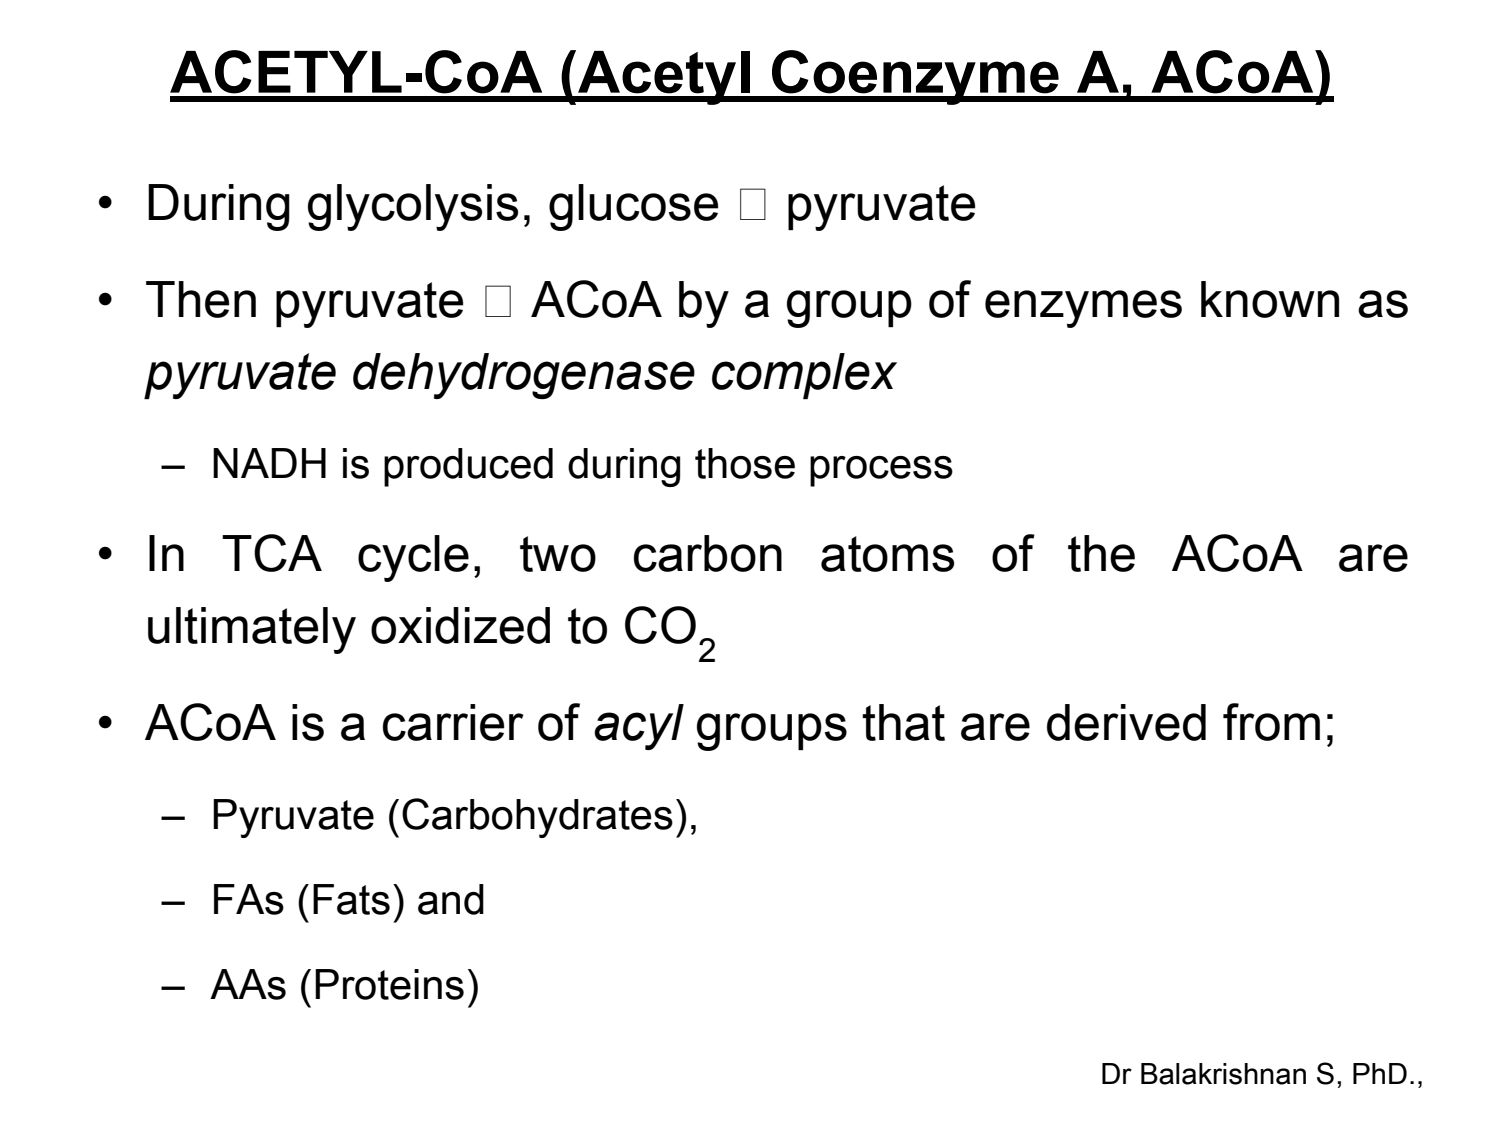 ACETYL-CoA (Acetyl Coenzyme A, ACoA)
• During glycolysis, glucose □ pyruvate
• Then pyruvate □ ACoA by a group of enzymes known as
pyruvate dehydrogenase complex
– NADH is produced during those process
• In TCA cycle, two carbon atoms of the ACoA are
ultimately oxidized to CO₂
• ACoA is a carrier of acyl groups that are derived from;
– Pyruvate (Carbohydrates),
– FAs (Fats) and
– AAs (Proteins)
Dr Balakrishnan S, PhD.,